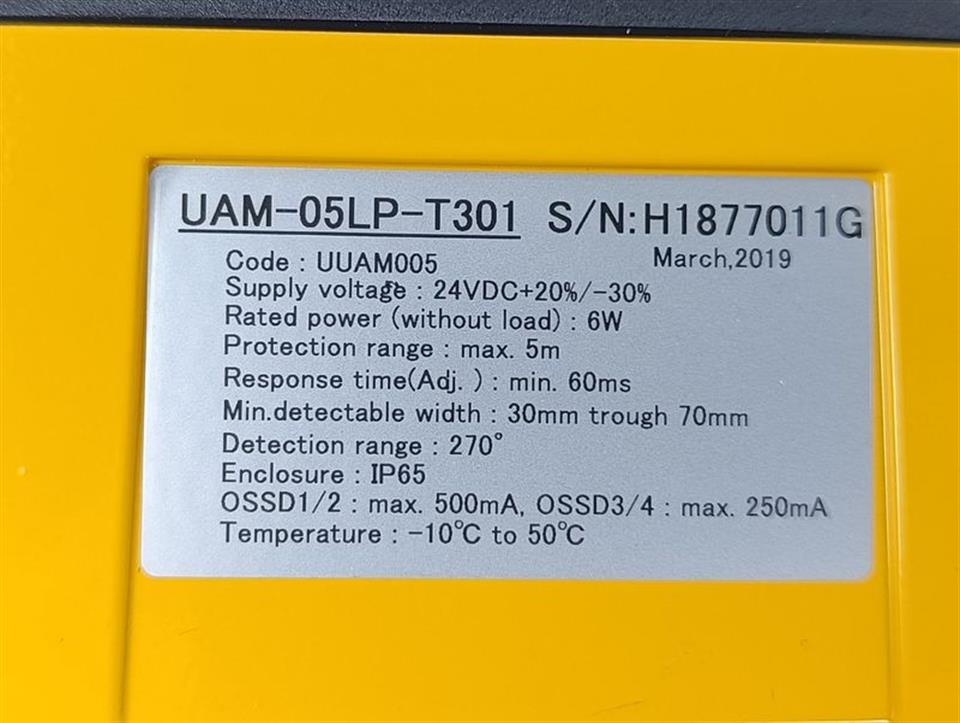 UAM-05LP-T301 S/N:H1877011G
March,2019
Code : UUAM005
Supply voltage : 24VDC+20%/-30%
Rated power (without load) : 6W
Protection range : max. 5m
Response time(Adj. ) : min. 60ms
Min.detectable width : 30mm trough 70mm
Detection range : 270°
Enclosure : IP65
OSSD1/2 : max. 500mA, OSSD3/4 : max. 250mA
Temperature : -10℃ to 50℃